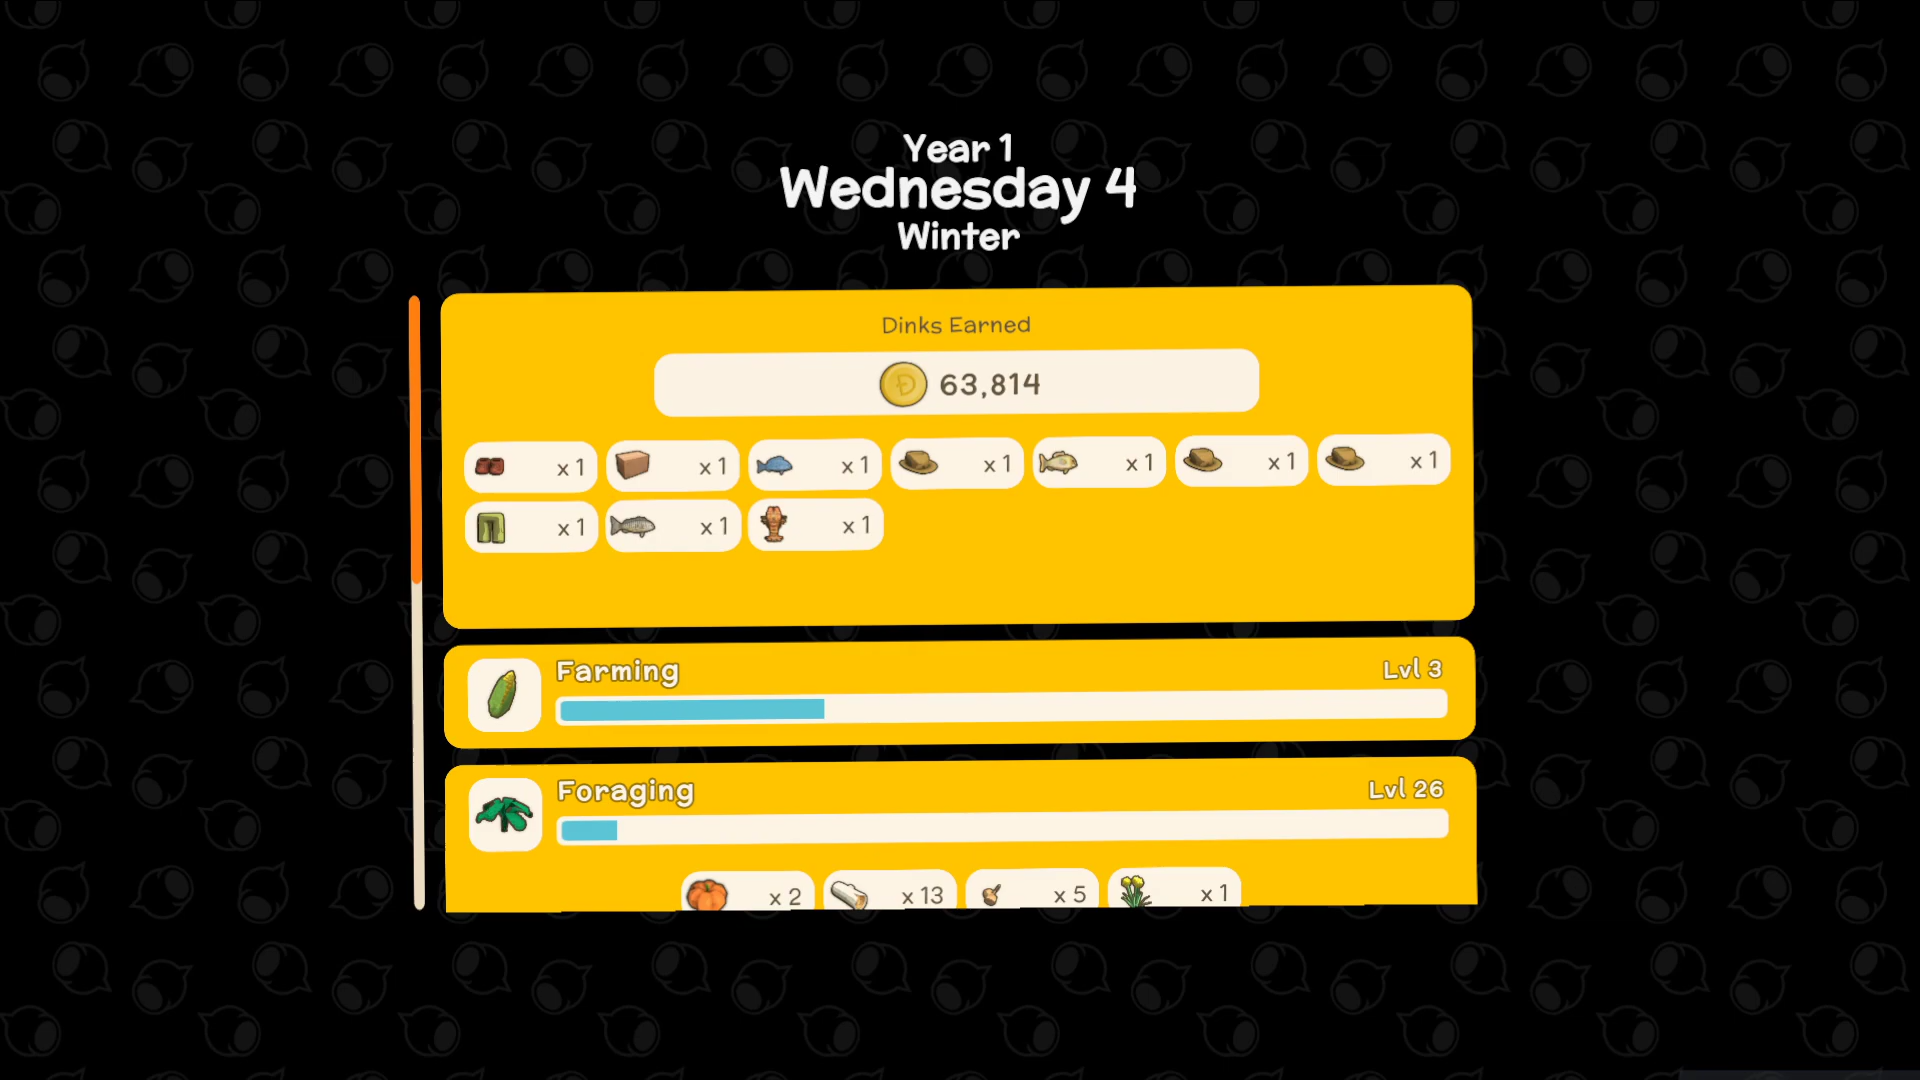 Year 1
Wednesday 4
Winter
Dinks Earned
Đ 63,814
x 1 x 1 x 1 x 1 x 1 x 1 x 1
x 1 x 1 x 1
Farming Lvl 3
Foraging Lvl 26
x 2 x 13 x 5 x 1